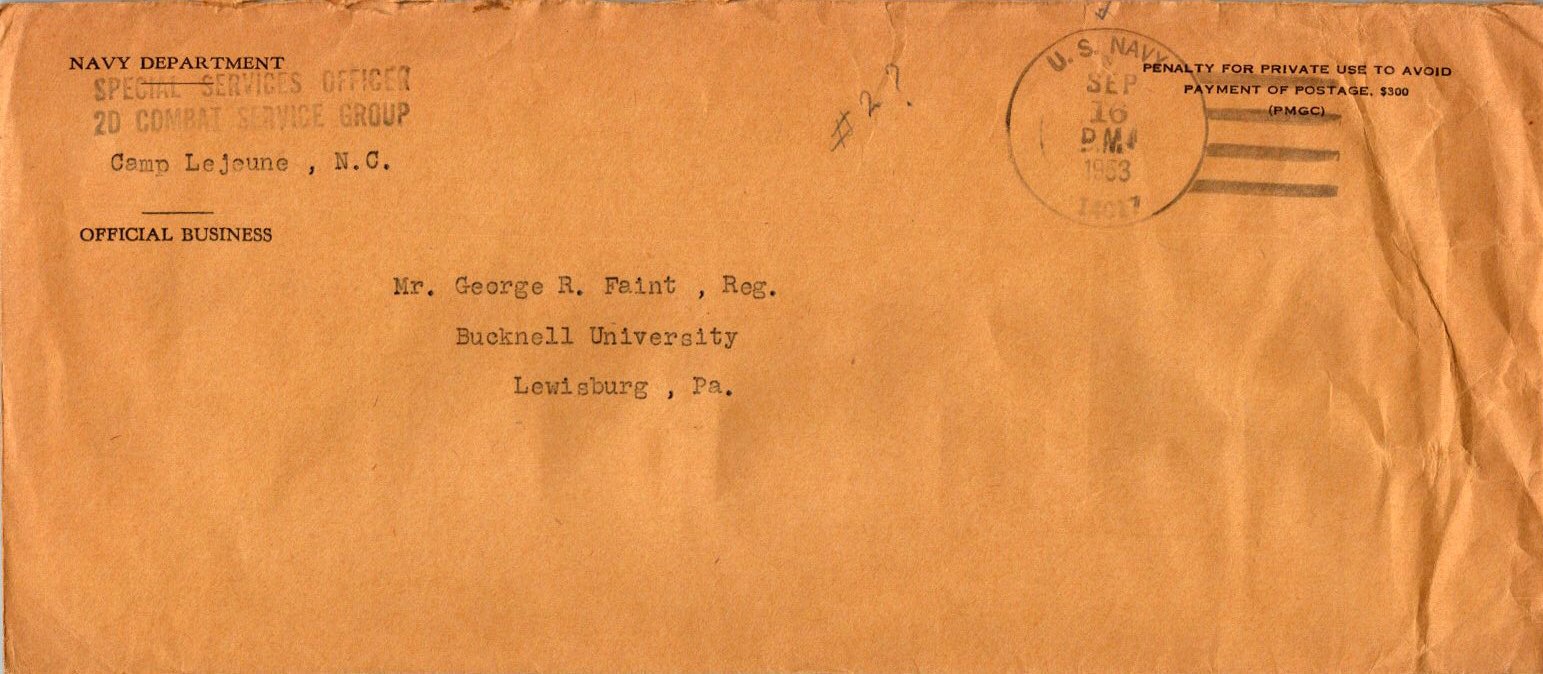 NAVY DEPARTMENT
SPECIAL SERVICES OFFICER
2D COMBAT SERVICE GROUP
Camp Lejeune , N.C.
OFFICIAL BUSINESS
# 2?
U. S. NAVY
SEP
16
P.M.
1953
PENALTY FOR PRIVATE USE TO AVOID
PAYMENT OF POSTAGE, $300
(PMGC)
Mr. George R. Faint , Reg.
Bucknell University
Lewisburg , Pa.